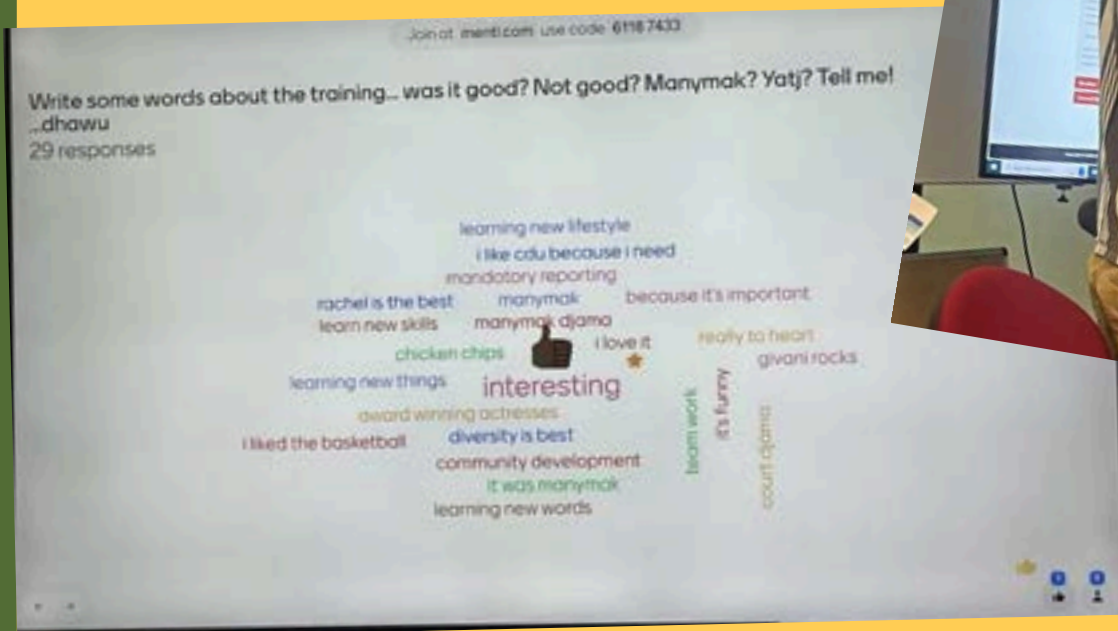 Join at menti.com use code 6118 7433
Write some words about the training... was it good? Not good? Manymak? Yatj? Tell me!
...dhawu
29 responses
learning new lifestyle
i like cdu because i need
mandatory reporting
rachel is the best
manymak
because it's important
learn new skills
manymak djama
i love it
really to heart
chicken chips
givani rocks
learning new things
interesting
award winning actresses
i liked the basketball
diversity is best
community development
it was manymak
learning new words
team work
it's funny
court djama